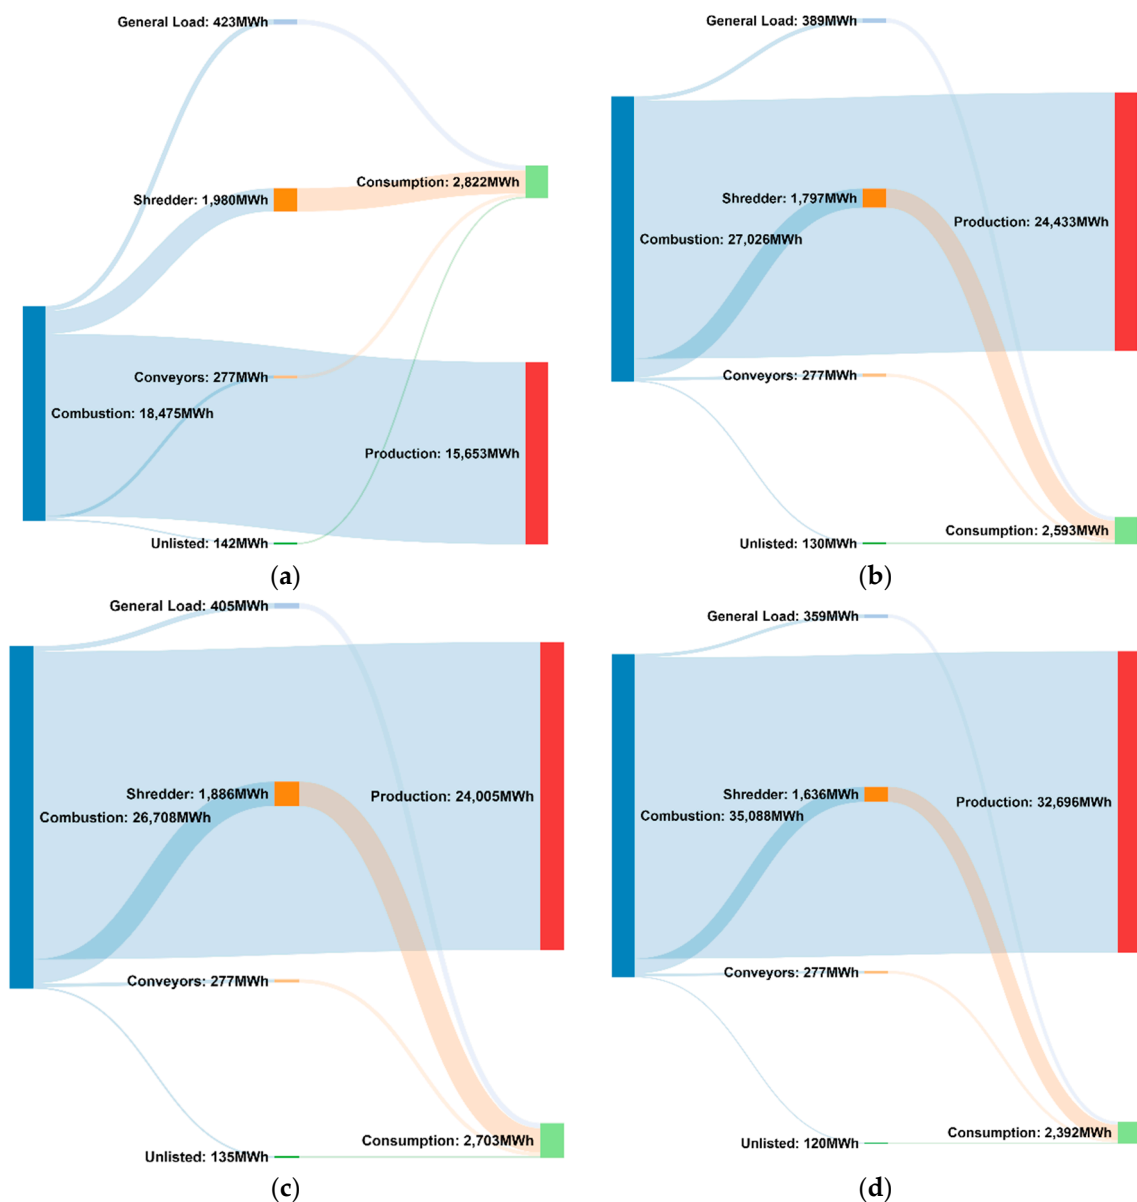 General Load: 423MWh
Shredder: 1,980MWh
Consumption: 2,822MWh
Conveyors: 277MWh
Combustion: 18,475MWh
Production: 15,653MWh
Unlisted: 142MWh
(a)
General Load: 389MWh
Shredder: 1,797MWh
Production: 24,433MWh
Combustion: 27,026MWh
Conveyors: 277MWh
Consumption: 2,593MWh
Unlisted: 130MWh
(b)
General Load: 405MWh
Shredder: 1,886MWh
Production: 24,005MWh
Combustion: 26,708MWh
Conveyors: 277MWh
Consumption: 2,703MWh
Unlisted: 135MWh
(c)
General Load: 359MWh
Shredder: 1,636MWh
Production: 32,696MWh
Combustion: 35,088MWh
Conveyors: 277MWh
Consumption: 2,392MWh
Unlisted: 120MWh
(d)